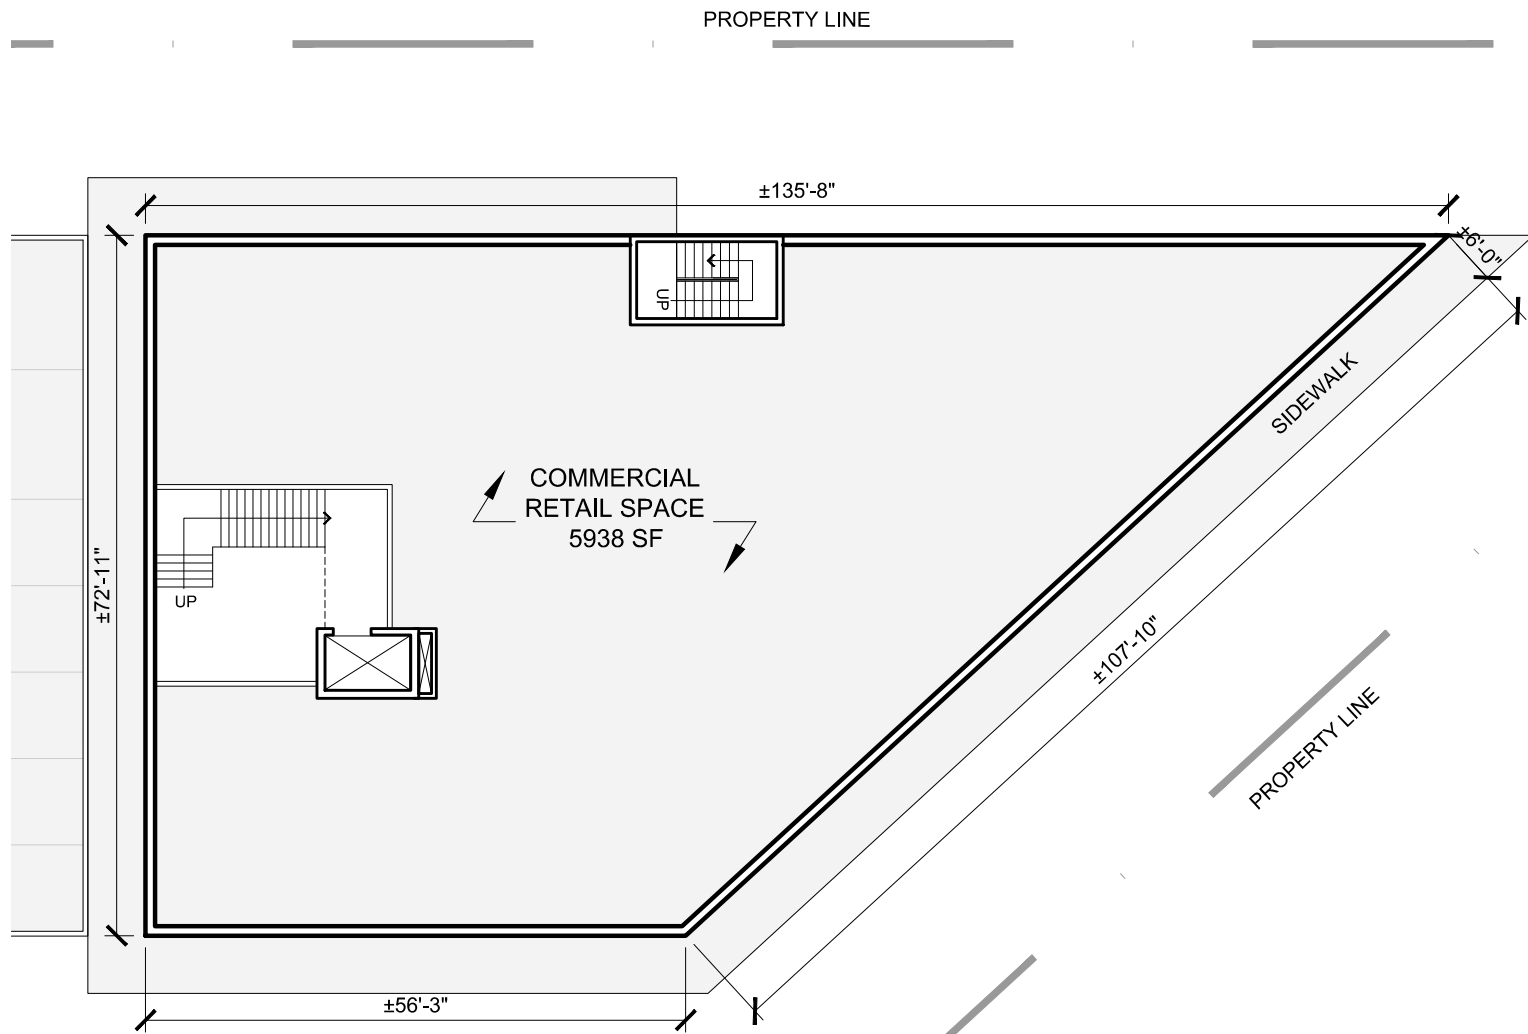 PROPERTY LINE
±135'-8"
±6'-0"
UP
SIDEWALK
COMMERCIAL
RETAIL SPACE
5938 SF
±72'-11"
UP
±107'-10"
PROPERTY LINE
±56'-3"